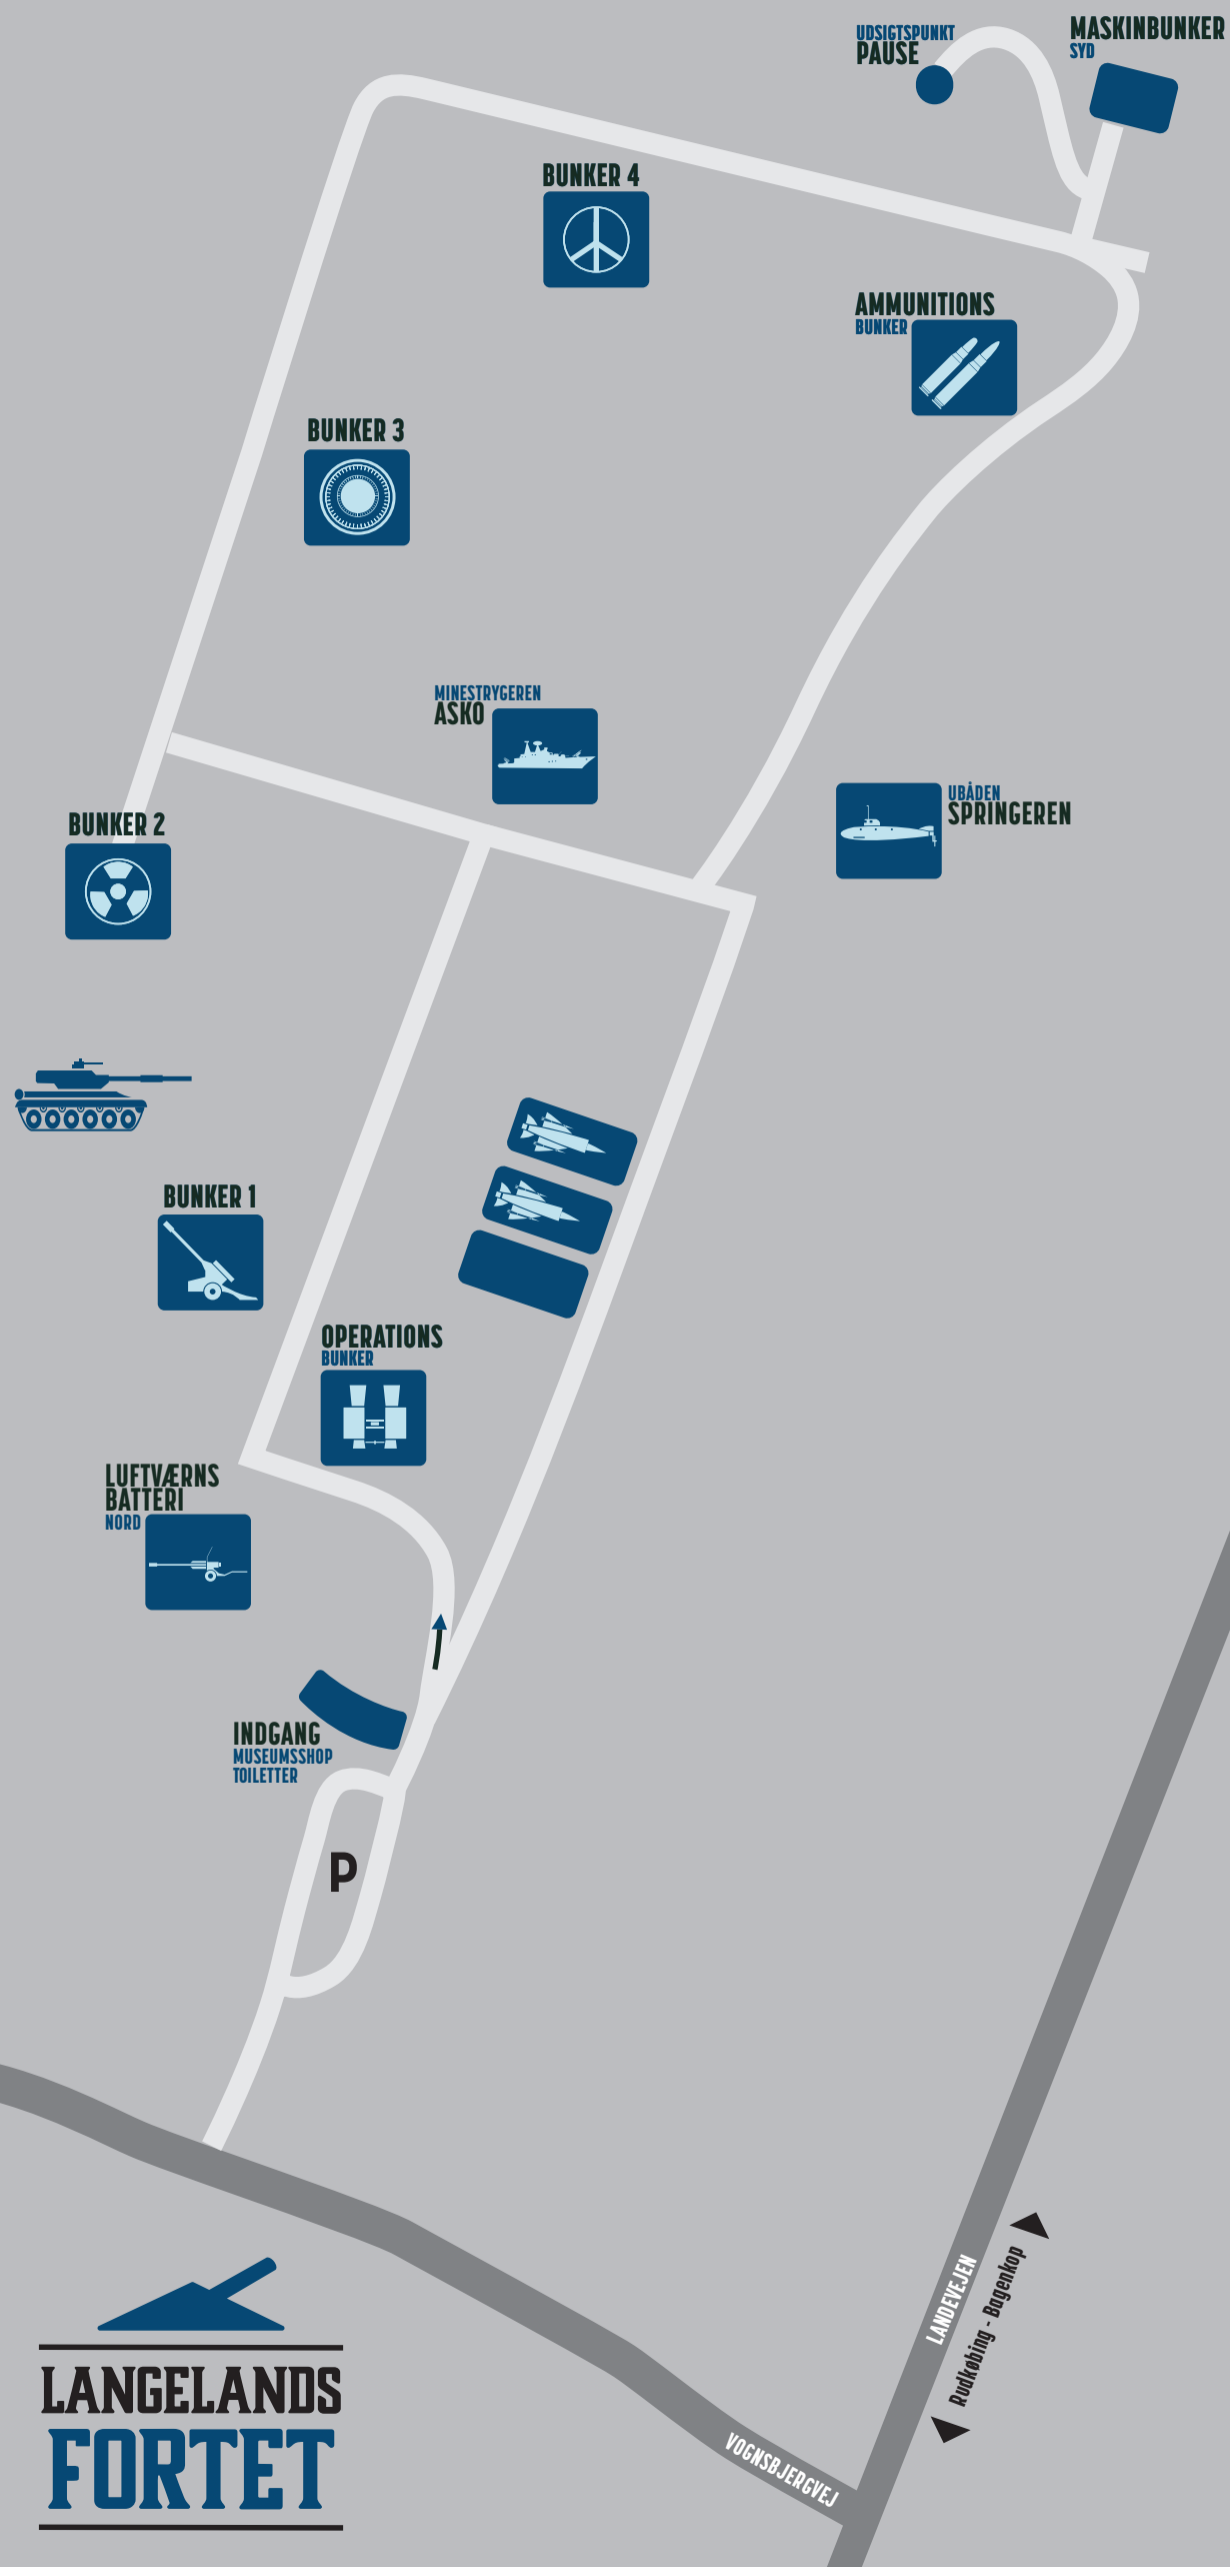 UDSIGTSPUNKT
PAUSE
MASKINBUNKER
SYD
BUNKER 4
AMMUNITIONS
BUNKER
BUNKER 3
MINESTRYGEREN
ASKO
UBÅDEN
SPRINGEREN
BUNKER 2
BUNKER 1
OPERATIONS
BUNKER
LUFTVÆRNS
BATTERI
NORD
INDGANG
MUSEUMSSHOP
TOILETTER
P
LANDEVEJEN
Rudkøbing - Bagenkop
VOGNSBJERGVEJ
LANGELANDS
FORTET